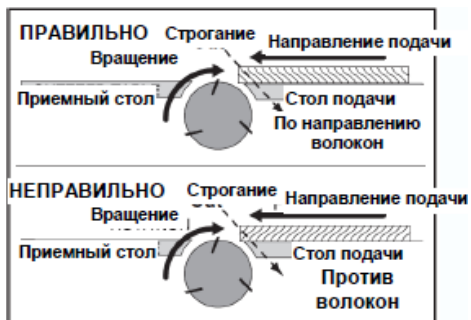 ПРАВИЛЬНО
Строгание
Направление подачи
Вращение
Приемный стол
Стол подачи
По направлению
волокон
НЕПРАВИЛЬНО
Строгание
Направление подачи
Вращение
Приемный стол
Стол подачи
Против
волокон